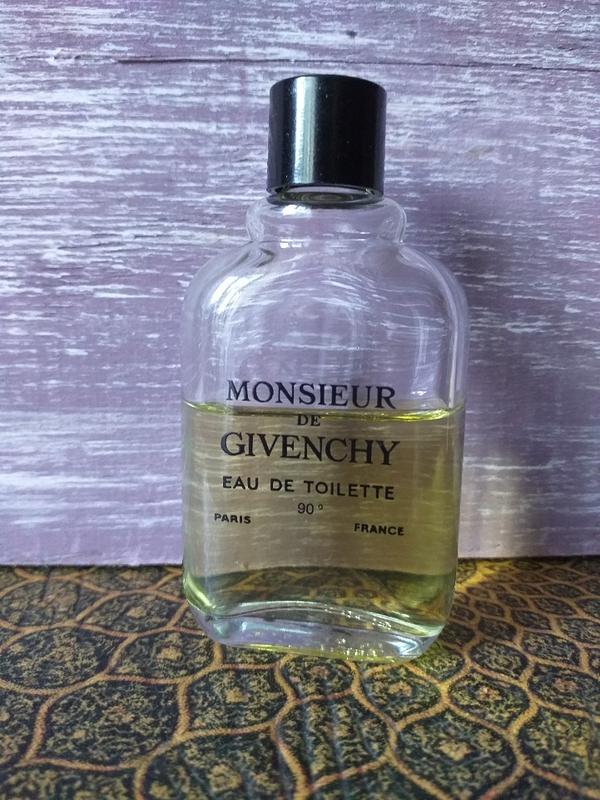 MONSIEUR
DE
GIVENCHY
EAU DE TOILETTE
90°
PARIS FRANCE